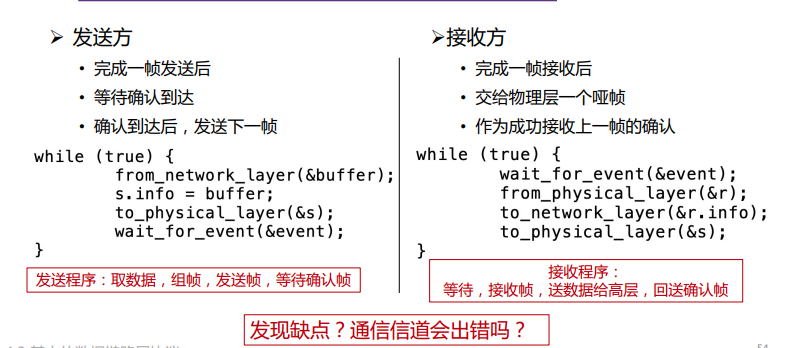 ➢ 发送方
• 完成一帧发送后
• 等待确认到达
• 确认到达后，发送下一帧
while (true) {
from_network_layer(&buffer);
s.info = buffer;
to_physical_layer(&s);
wait_for_event(&event);
}
发送程序：取数据，组帧，发送帧，等待确认帧
➢接收方
• 完成一帧接收后
• 交给物理层一个哑帧
• 作为成功接收上一帧的确认
while (true) {
wait_for_event(&event);
from_physical_layer(&r);
to_network_layer(&r.info);
to_physical_layer(&s);
}
接收程序：
等待，接收帧，送数据给高层，回送确认帧
发现缺点？通信信道会出错吗？